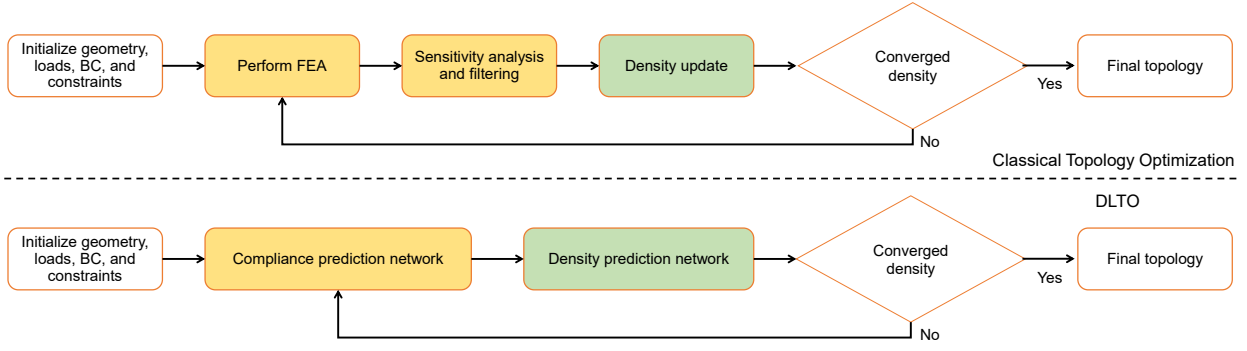 Initialize geometry,
loads, BC, and
constraints
Perform FEA
Sensitivity analysis
and filtering
Density update
Converged
density
Yes
Final topology
No
Classical Topology Optimization
DLTO
Initialize geometry,
loads, BC, and
constraints
Compliance prediction network
Density prediction network
Converged
density
Yes
Final topology
No